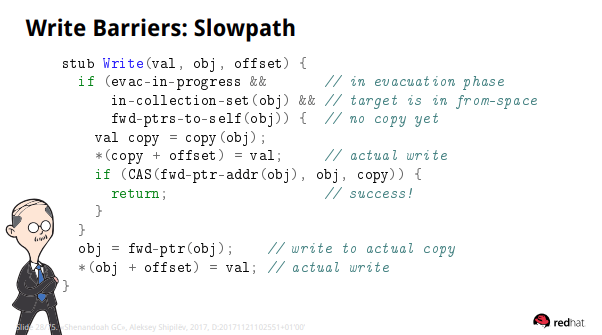 Write Barriers: Slowpath
stub Write(val, obj, offset) {
if (evac-in-progress && // in evacuation phase
in-collection-set(obj) && // target is in from-space
fwd-ptrs-to-self(obj)) { // no copy yet
val copy = copy(obj);
*(copy + offset) = val; // actual write
if (CAS(fwd-ptr-addr(obj), obj, copy)) {
return; // success!
}
}
obj = fwd-ptr(obj); // write to actual copy
*(obj + offset) = val; // actual write
}
Slide 28/75. «Shenandoah GC», Aleksey Shipilëv, 2017, D:20171121102551+01'00'
redhat